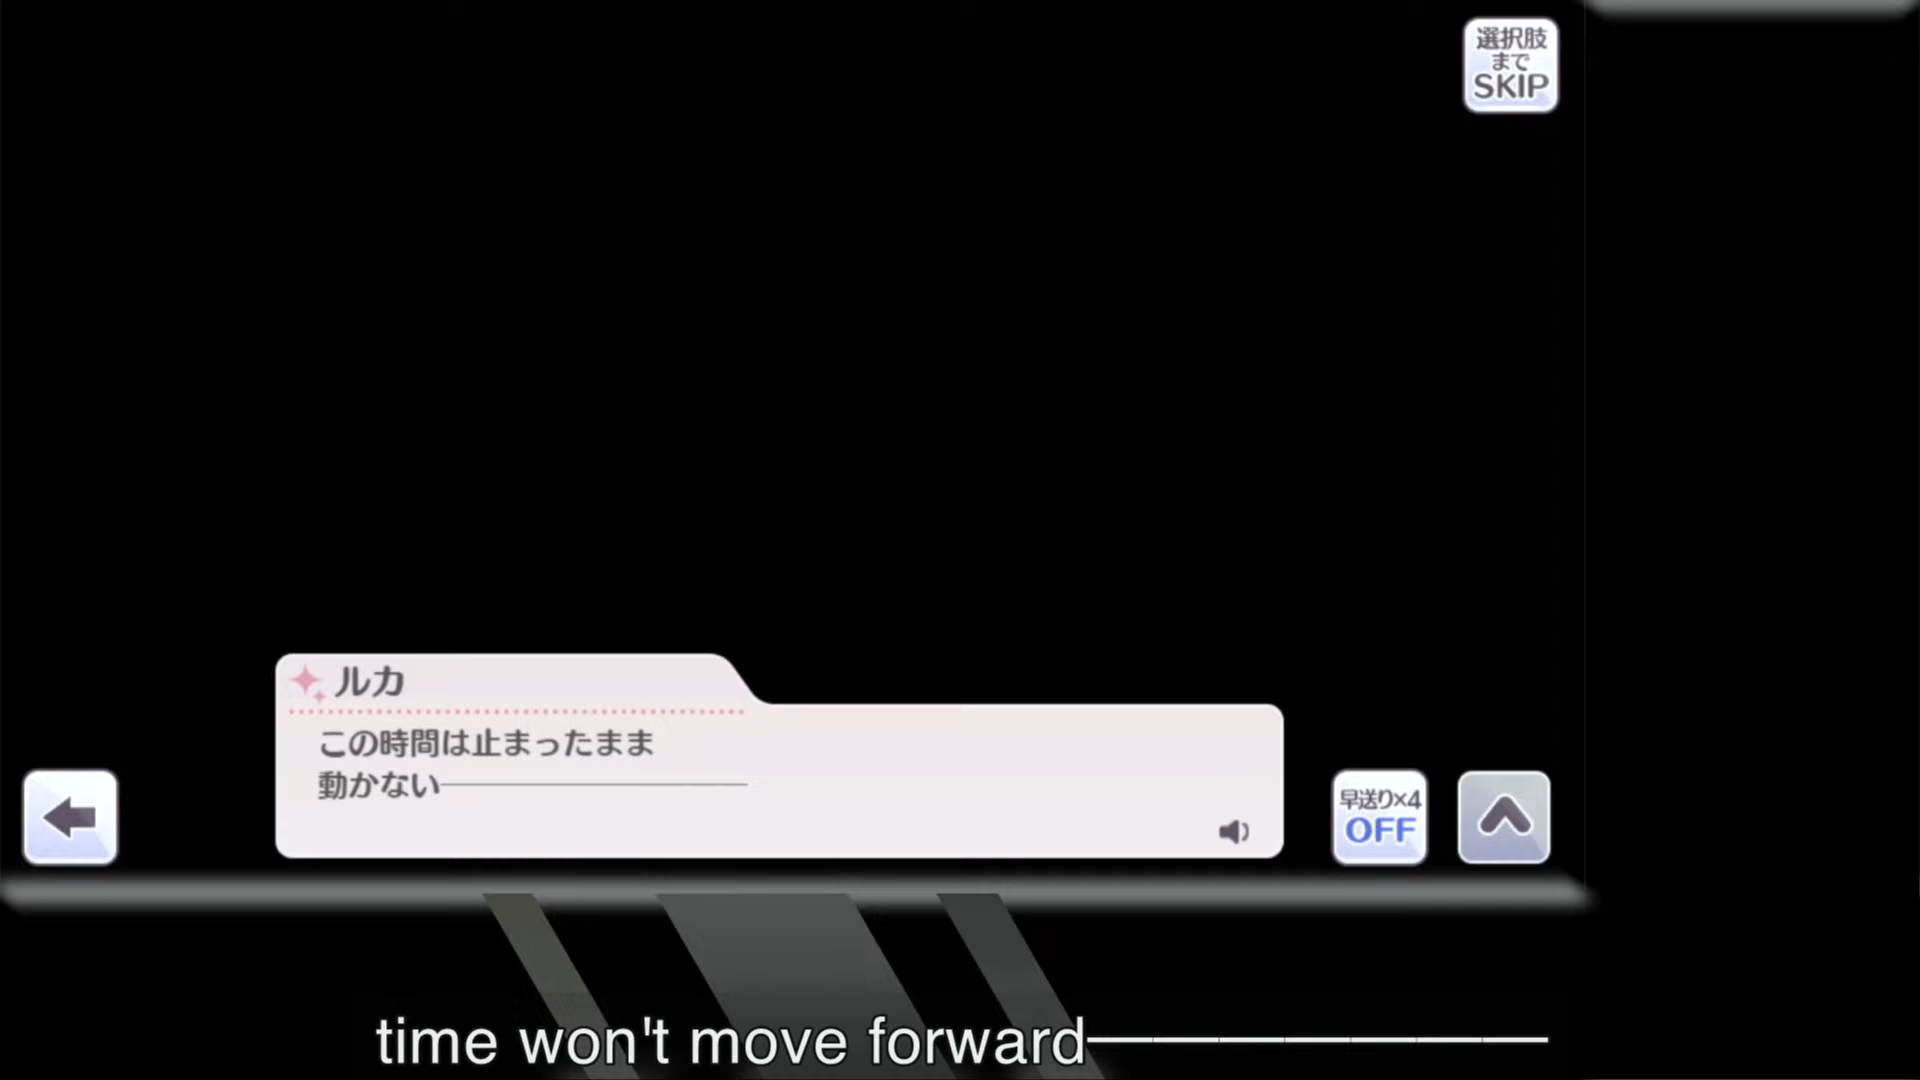 選択肢
まで
SKIP
ルカ
この時間は止まったまま
動かない――――――――――
早送り×4
OFF
time won't move forward———————